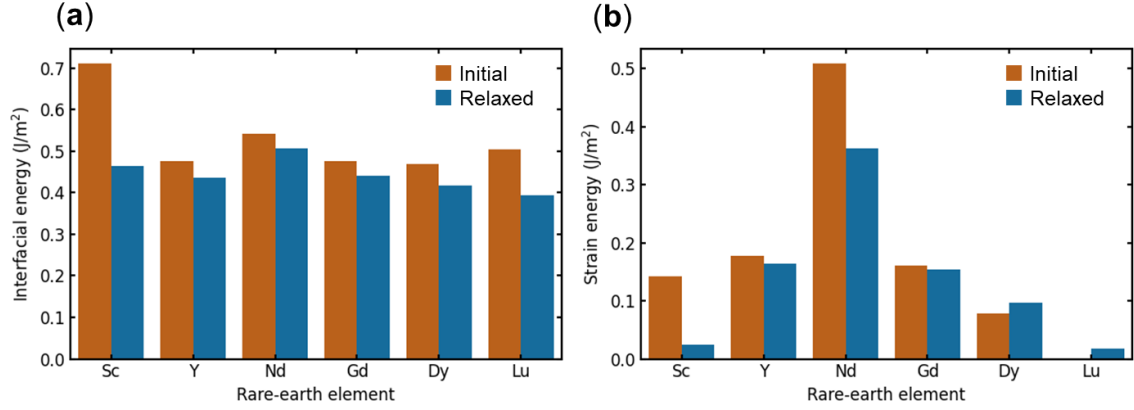 (a)
Interfacial energy (J/m²)
0.7
0.6
0.5
0.4
0.3
0.2
0.1
0.0
Initial
Relaxed
Sc Y Nd Gd Dy Lu
Rare-earth element
(b)
Strain energy (J/m²)
0.5
0.4
0.3
0.2
0.1
0.0
Initial
Relaxed
Sc Y Nd Gd Dy Lu
Rare-earth element